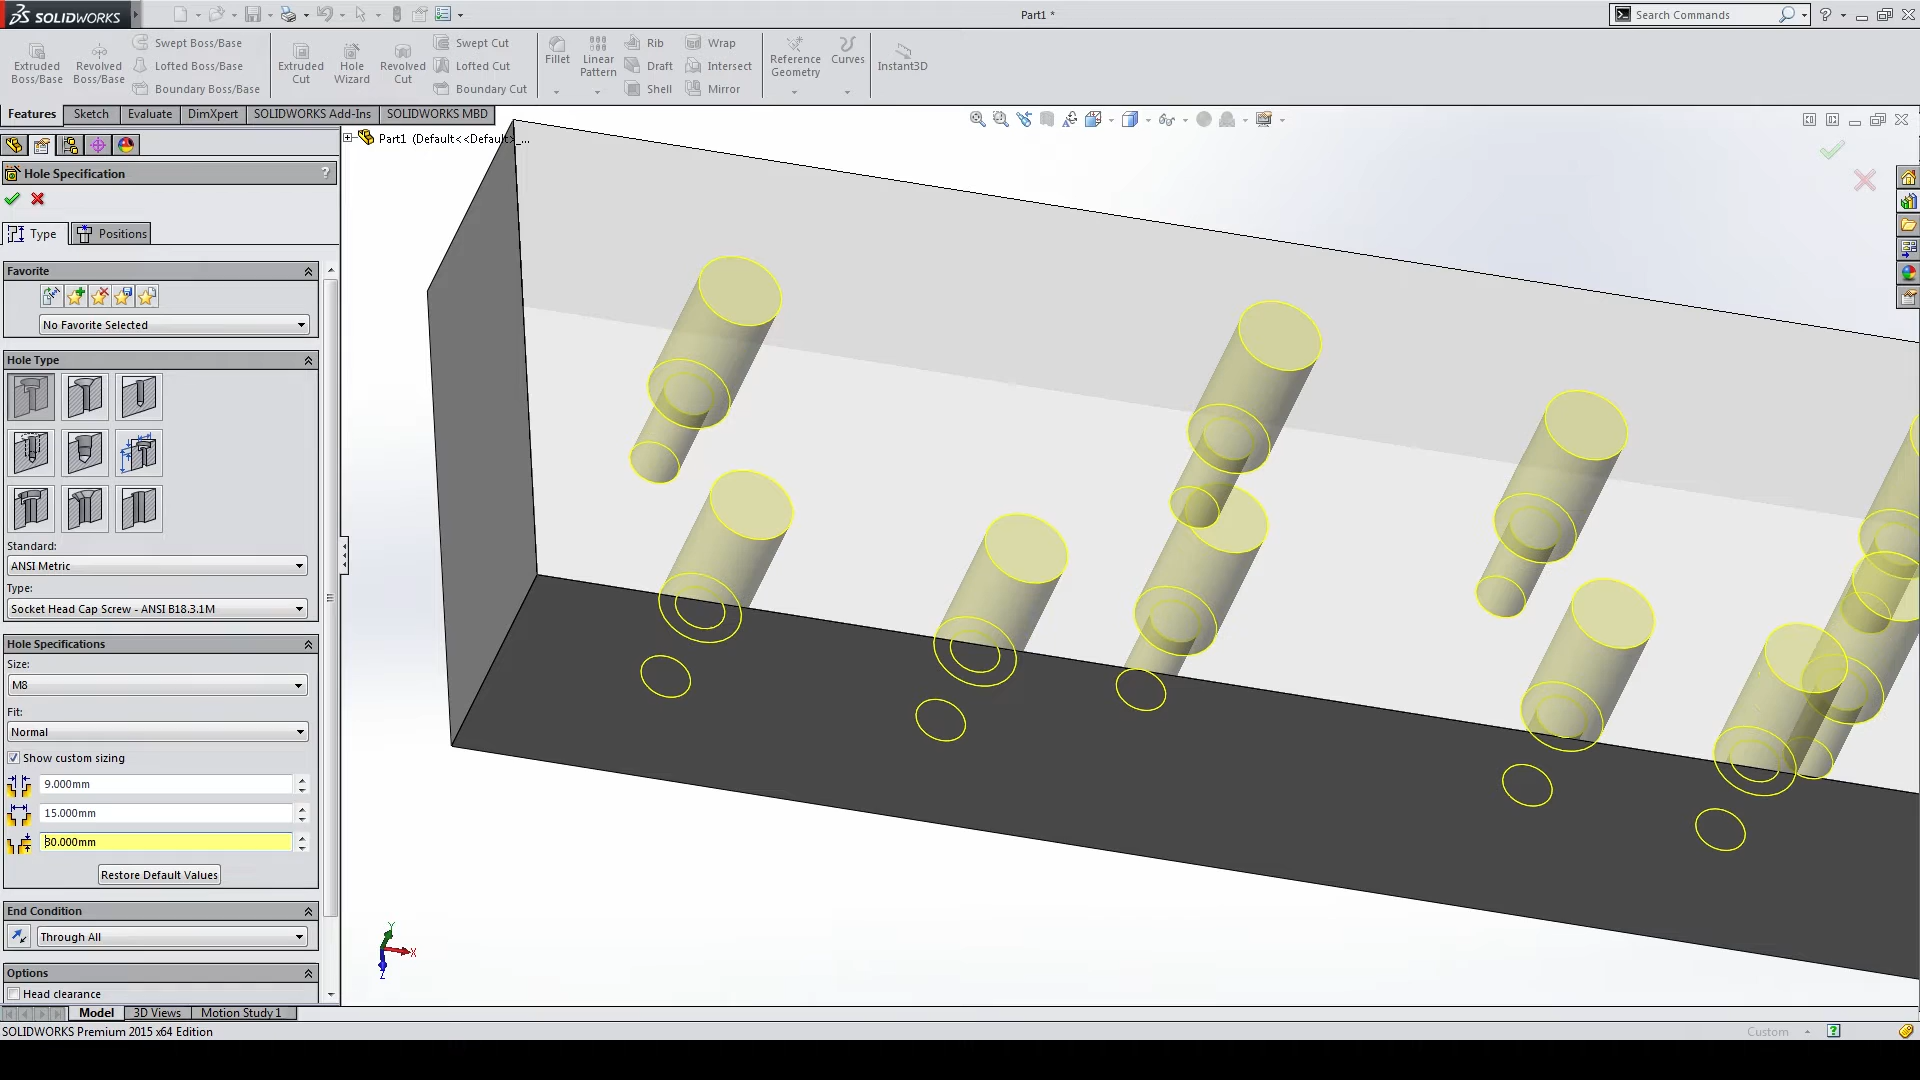 SOLIDWORKS
Part1 *
Search Commands
Extruded Boss/Base
Revolved Boss/Base
Swept Boss/Base
Lofted Boss/Base
Boundary Boss/Base
Extruded Cut
Hole Wizard
Revolved Cut
Swept Cut
Lofted Cut
Boundary Cut
Fillet
Linear Pattern
Rib
Draft
Shell
Wrap
Intersect
Mirror
Reference Geometry
Curves
Instant3D
Features
Sketch
Evaluate
DimXpert
SOLIDWORKS Add-Ins
SOLIDWORKS MBD
Part1 (Default<<Default>_...
Hole Specification
?
Type
Positions
Favorite
No Favorite Selected
Hole Type
Standard:
ANSI Metric
Type:
Socket Head Cap Screw - ANSI B18.3.1M
Hole Specifications
Size:
M8
Fit:
Normal
Show custom sizing
9.000mm
15.000mm
30.000mm
Restore Default Values
End Condition
Through All
Options
Head clearance
Y
X
Z
Model
3D Views
Motion Study 1
SOLIDWORKS Premium 2015 x64 Edition
Custom
?